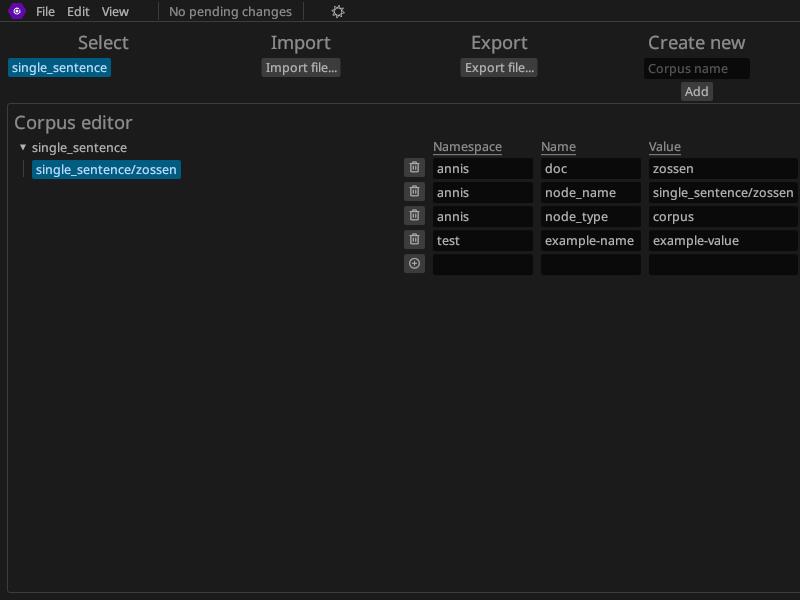 File Edit View No pending changes
Select Import Export Create new
single_sentence Import file... Export file... Corpus name
Add
Corpus editor
single_sentence Namespace Name Value
single_sentence/zossen annis doc zossen
annis node_name single_sentence/zossen
annis node_type corpus
test example-name example-value